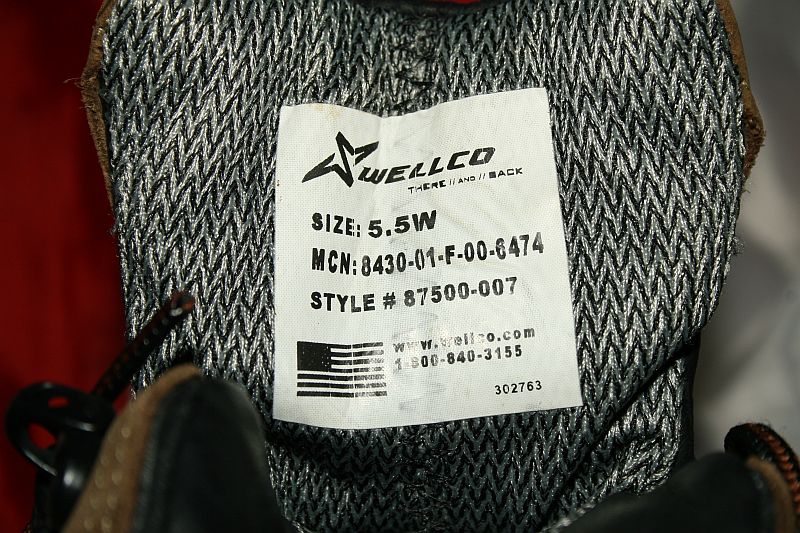 WELLCO
THERE // AND // BACK
SIZE: 5.5W
MCN: 8430-01-F-00-6474
STYLE # 87500-007
www.wellco.com
1-800-840-3155
302763